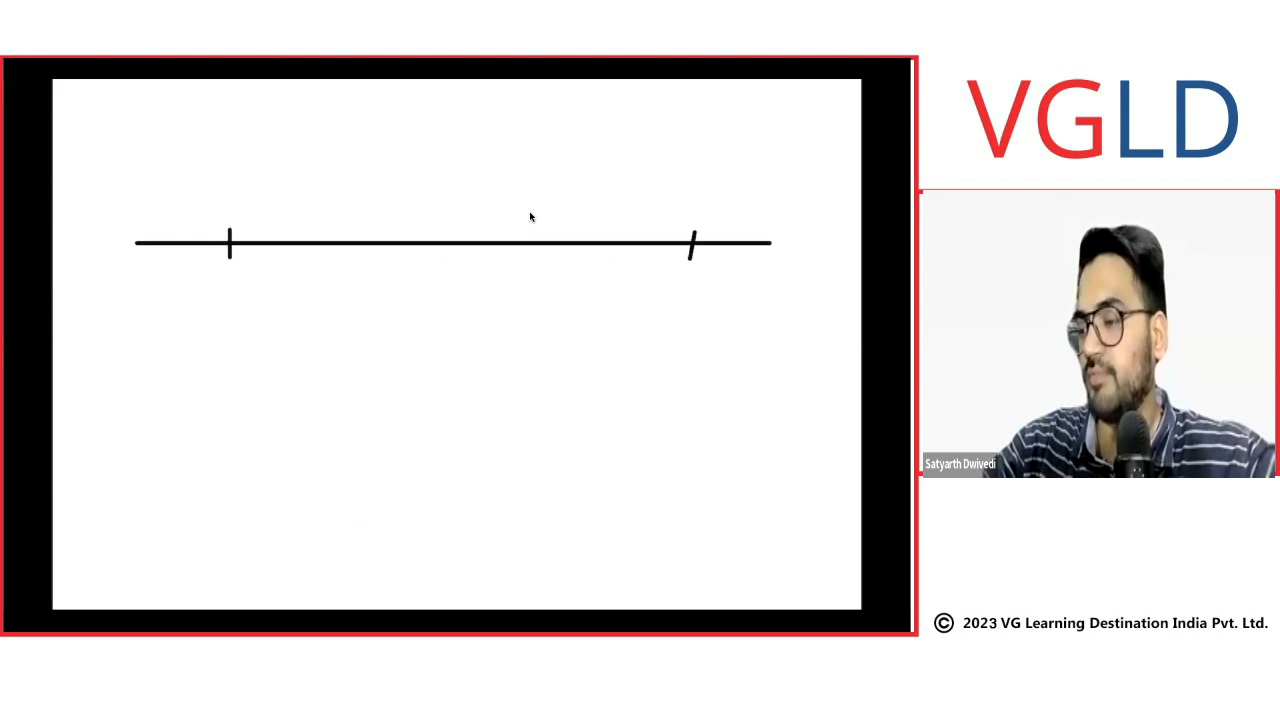 VGLD
Satyarth Dwivedi
© 2023 VG Learning Destination India Pvt. Ltd.